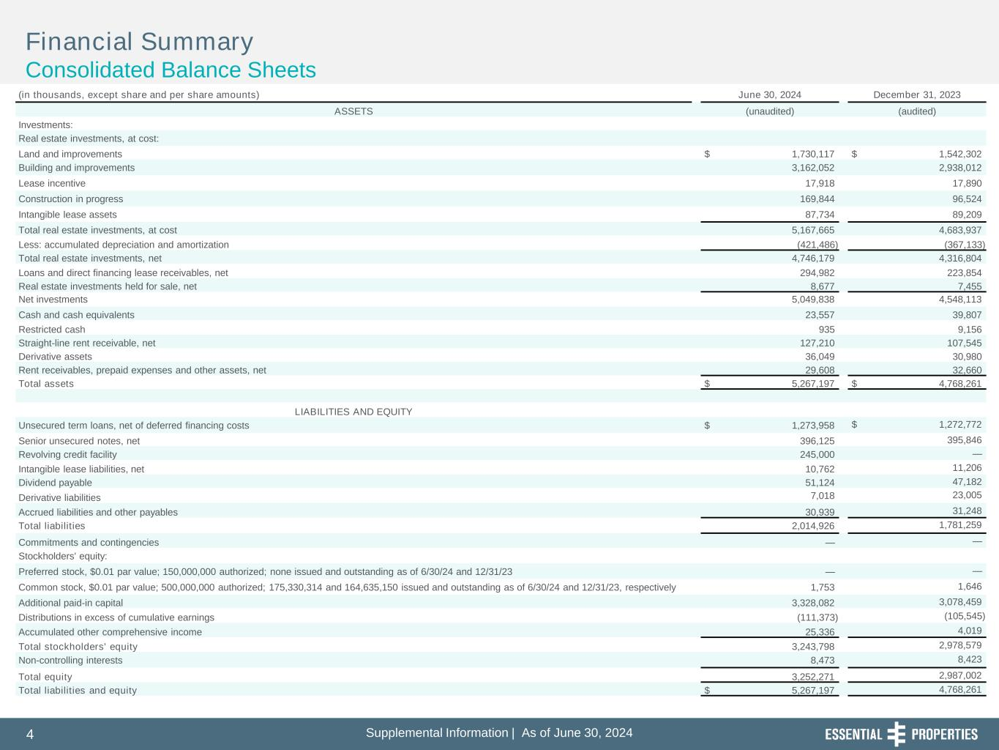 Financial Summary
Consolidated Balance Sheets
(in thousands, except share and per share amounts) June 30, 2024 December 31, 2023
ASSETS (unaudited) (audited)
Investments:
Real estate investments, at cost:
Land and improvements $ 1,730,117 $ 1,542,302
Building and improvements 3,162,052 2,938,012
Lease incentive 17,918 17,890
Construction in progress 169,844 96,524
Intangible lease assets 87,734 89,209
Total real estate investments, at cost 5,167,665 4,683,937
Less: accumulated depreciation and amortization (421,486) (367,133)
Total real estate investments, net 4,746,179 4,316,804
Loans and direct financing lease receivables, net 294,982 223,854
Real estate investments held for sale, net 8,677 7,455
Net investments 5,049,838 4,548,113
Cash and cash equivalents 23,557 39,807
Restricted cash 935 9,156
Straight-line rent receivable, net 127,210 107,545
Derivative assets 36,049 30,980
Rent receivables, prepaid expenses and other assets, net 29,608 32,660
Total assets $ 5,267,197 $ 4,768,261
LIABILITIES AND EQUITY
Unsecured term loans, net of deferred financing costs $ 1,273,958 $ 1,272,772
Senior unsecured notes, net 396,125 395,846
Revolving credit facility 245,000 —
Intangible lease liabilities, net 10,762 11,206
Dividend payable 51,124 47,182
Derivative liabilities 7,018 23,005
Accrued liabilities and other payables 30,939 31,248
Total liabilities 2,014,926 1,781,259
Commitments and contingencies — —
Stockholders' equity:
Preferred stock, $0.01 par value; 150,000,000 authorized; none issued and outstanding as of 6/30/24 and 12/31/23 — —
Common stock, $0.01 par value; 500,000,000 authorized; 175,330,314 and 164,635,150 issued and outstanding as of 6/30/24 and 12/31/23, respectively 1,753 1,646
Additional paid-in capital 3,328,082 3,078,459
Distributions in excess of cumulative earnings (111,373) (105,545)
Accumulated other comprehensive income 25,336 4,019
Total stockholders' equity 3,243,798 2,978,579
Non-controlling interests 8,473 8,423
Total equity 3,252,271 2,987,002
Total liabilities and equity $ 5,267,197 4,768,261
4 Supplemental Information | As of June 30, 2024 ESSENTIAL PROPERTIES